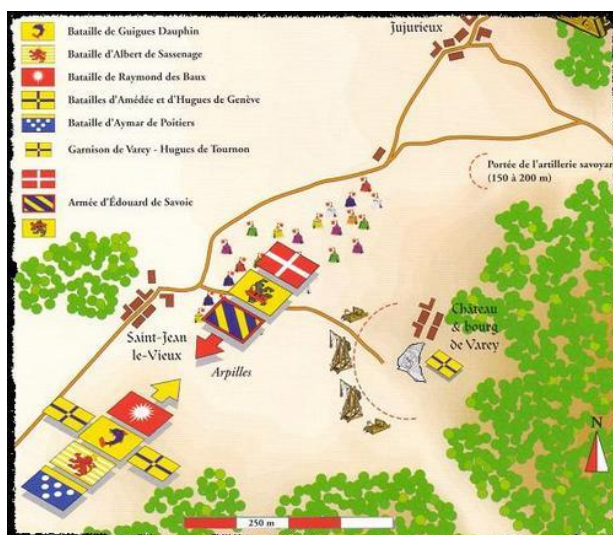 Bataille de Guigues Dauphin
Bataille d'Albert de Sassenage
Bataille de Raymond des Baux
Batailles d'Amédée et d'Hugues de Genève
Bataille d'Aymar de Poitiers
Garnison de Varey - Hugues de Tournon
Armée d'Édouard de Savoie
Jujurieux
Portée de l'artillerie savoyarde
(150 à 200 m)
Saint-Jean
le-Vieux
Arpilles
Château
& bourg
de Varey
N
250 m